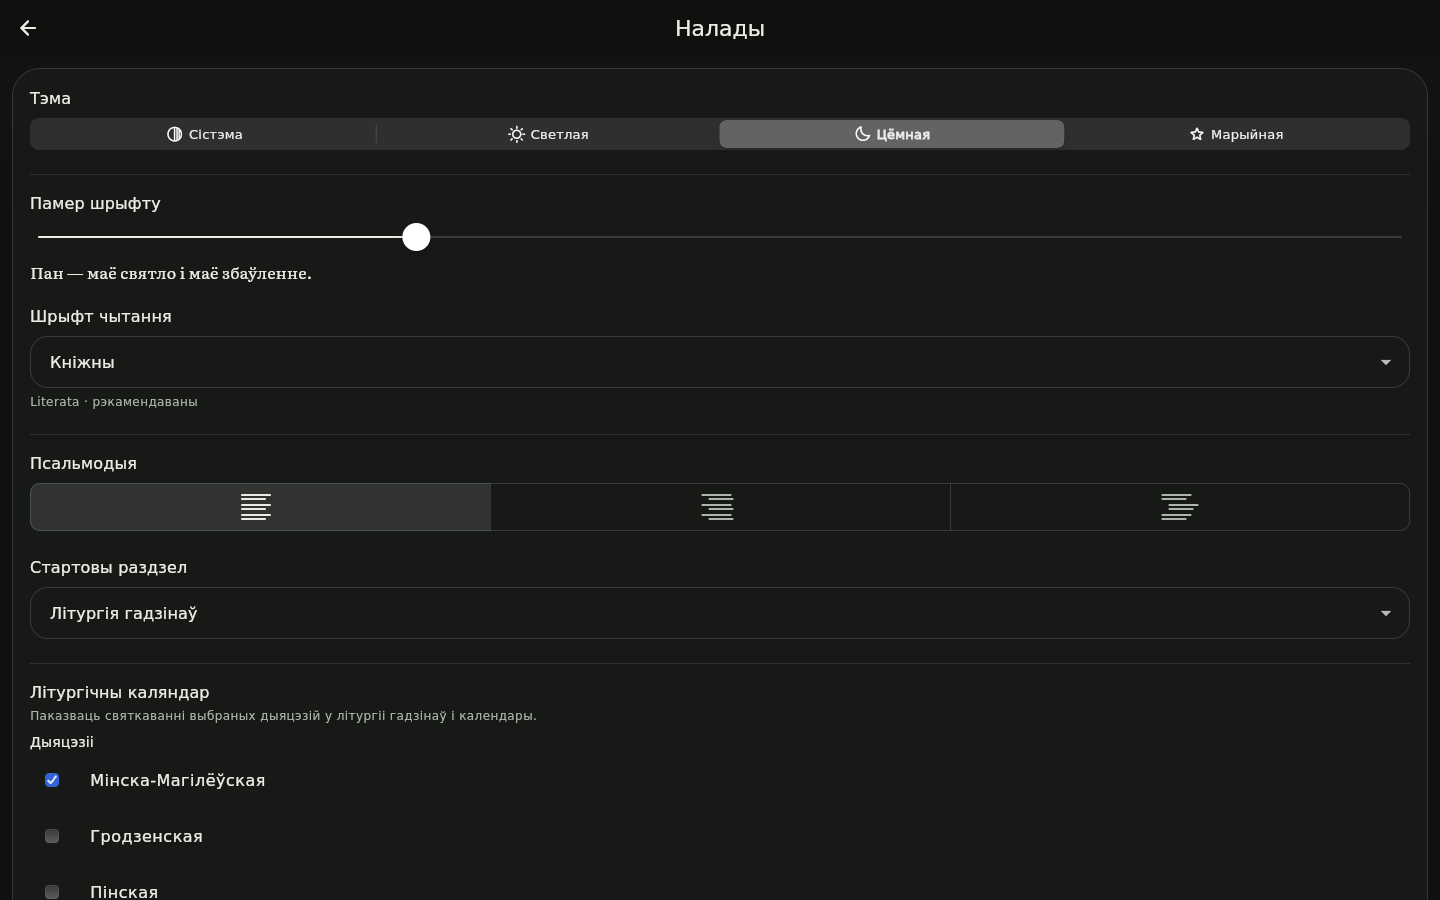 Налады
Тэма
Сістэма
Светлая
Цёмная
Марыйная
Памер шрыфту
Пан — маё святло і маё збаўленне.
Шрыфт чытання
Кніжны
Literata · рэкамендаваны
Псальмодыя
Стартовы раздзел
Літургія гадзінаў
Літургічны каляндар
Паказваць святкаванні выбраных дыяцэзій у літургіі гадзінаў і календары.
Дыяцэзіі
Мінска-Магілёўская
Гродзенская
Пінская